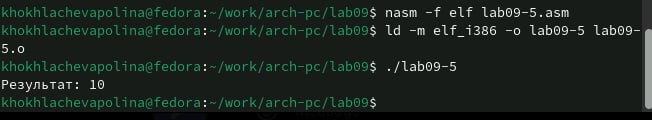 khokhlachevapolina@fedora:~/work/arch-pc/lab09$ nasm -f elf lab09-5.asm
khokhlachevapolina@fedora:~/work/arch-pc/lab09$ ld -m elf_i386 -o lab09-5 lab09-
5.o
khokhlachevapolina@fedora:~/work/arch-pc/lab09$ ./lab09-5
Результат: 10
khokhlachevapolina@fedora:~/work/arch-pc/lab09$